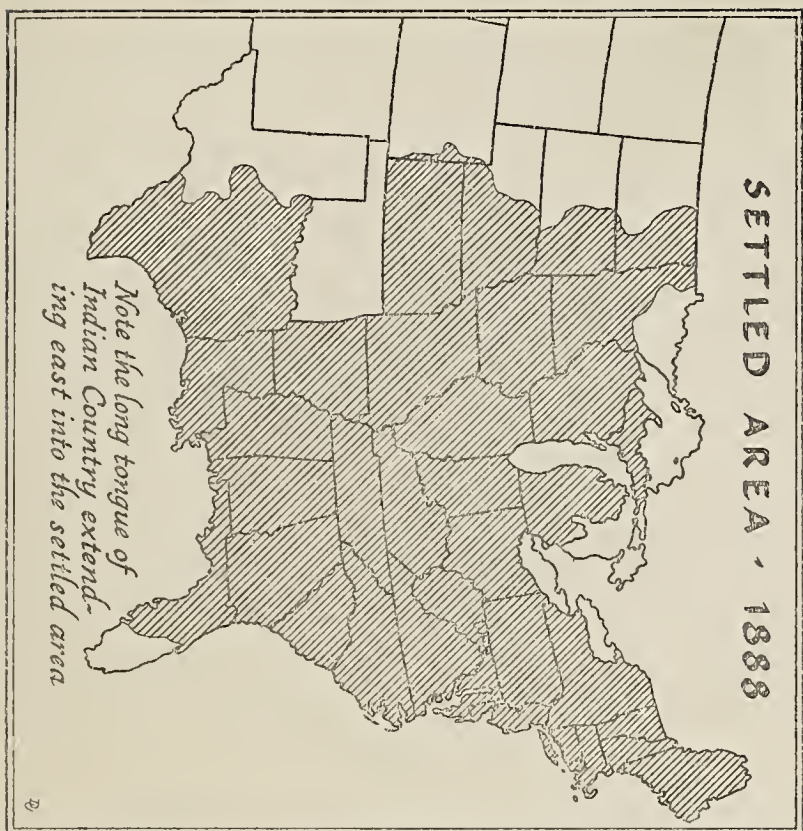 SETTLED AREA · 1888
Note the long tongue of
Indian Country extend-
ing east into the settled area